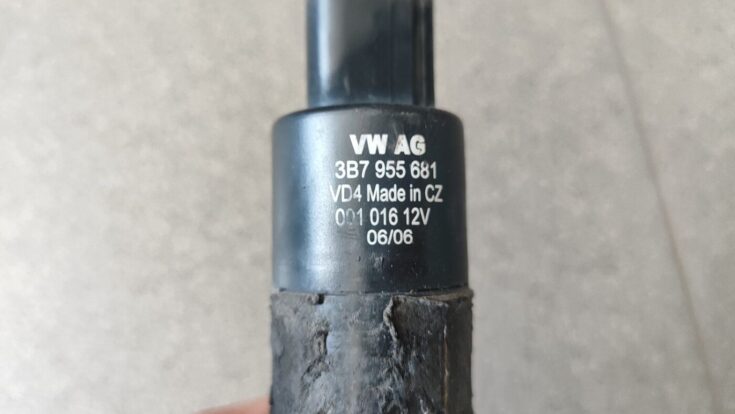 VW AG
3B7 955 681
VD4 Made in CZ
001 016 12V
06/06